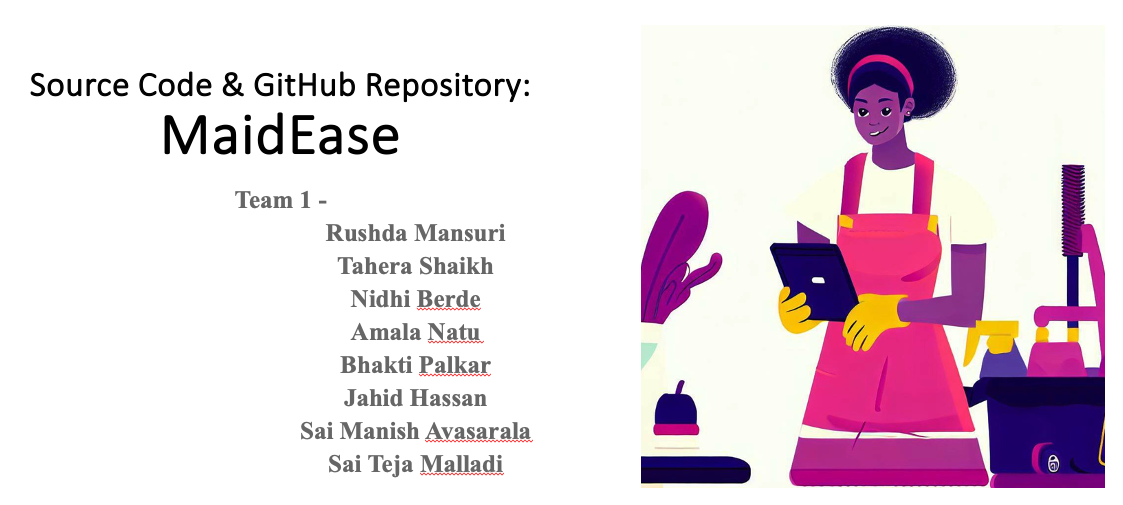 Source Code & GitHub Repository:
MaidEase
Team 1 -
Rushda Mansuri
Tahera Shaikh
Nidhi Berde
Amala Natu
Bhakti Palkar
Jahid Hassan
Sai Manish Avasarala
Sai Teja Malladi